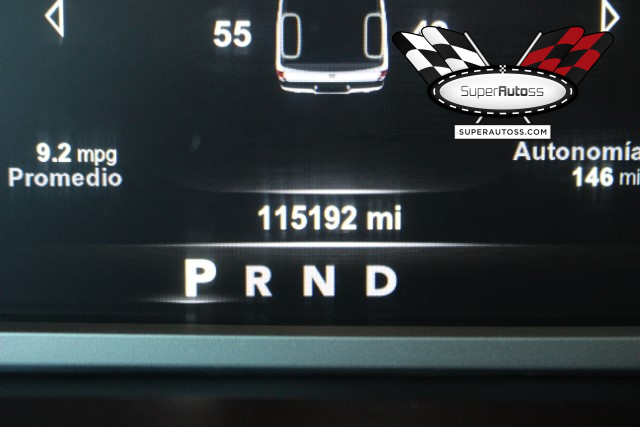 55
SuperAutoss
SUPERAUTOSS.COM
9.2 mpg
Promedio
Autonomía
146 mi
115192 mi
P R N D